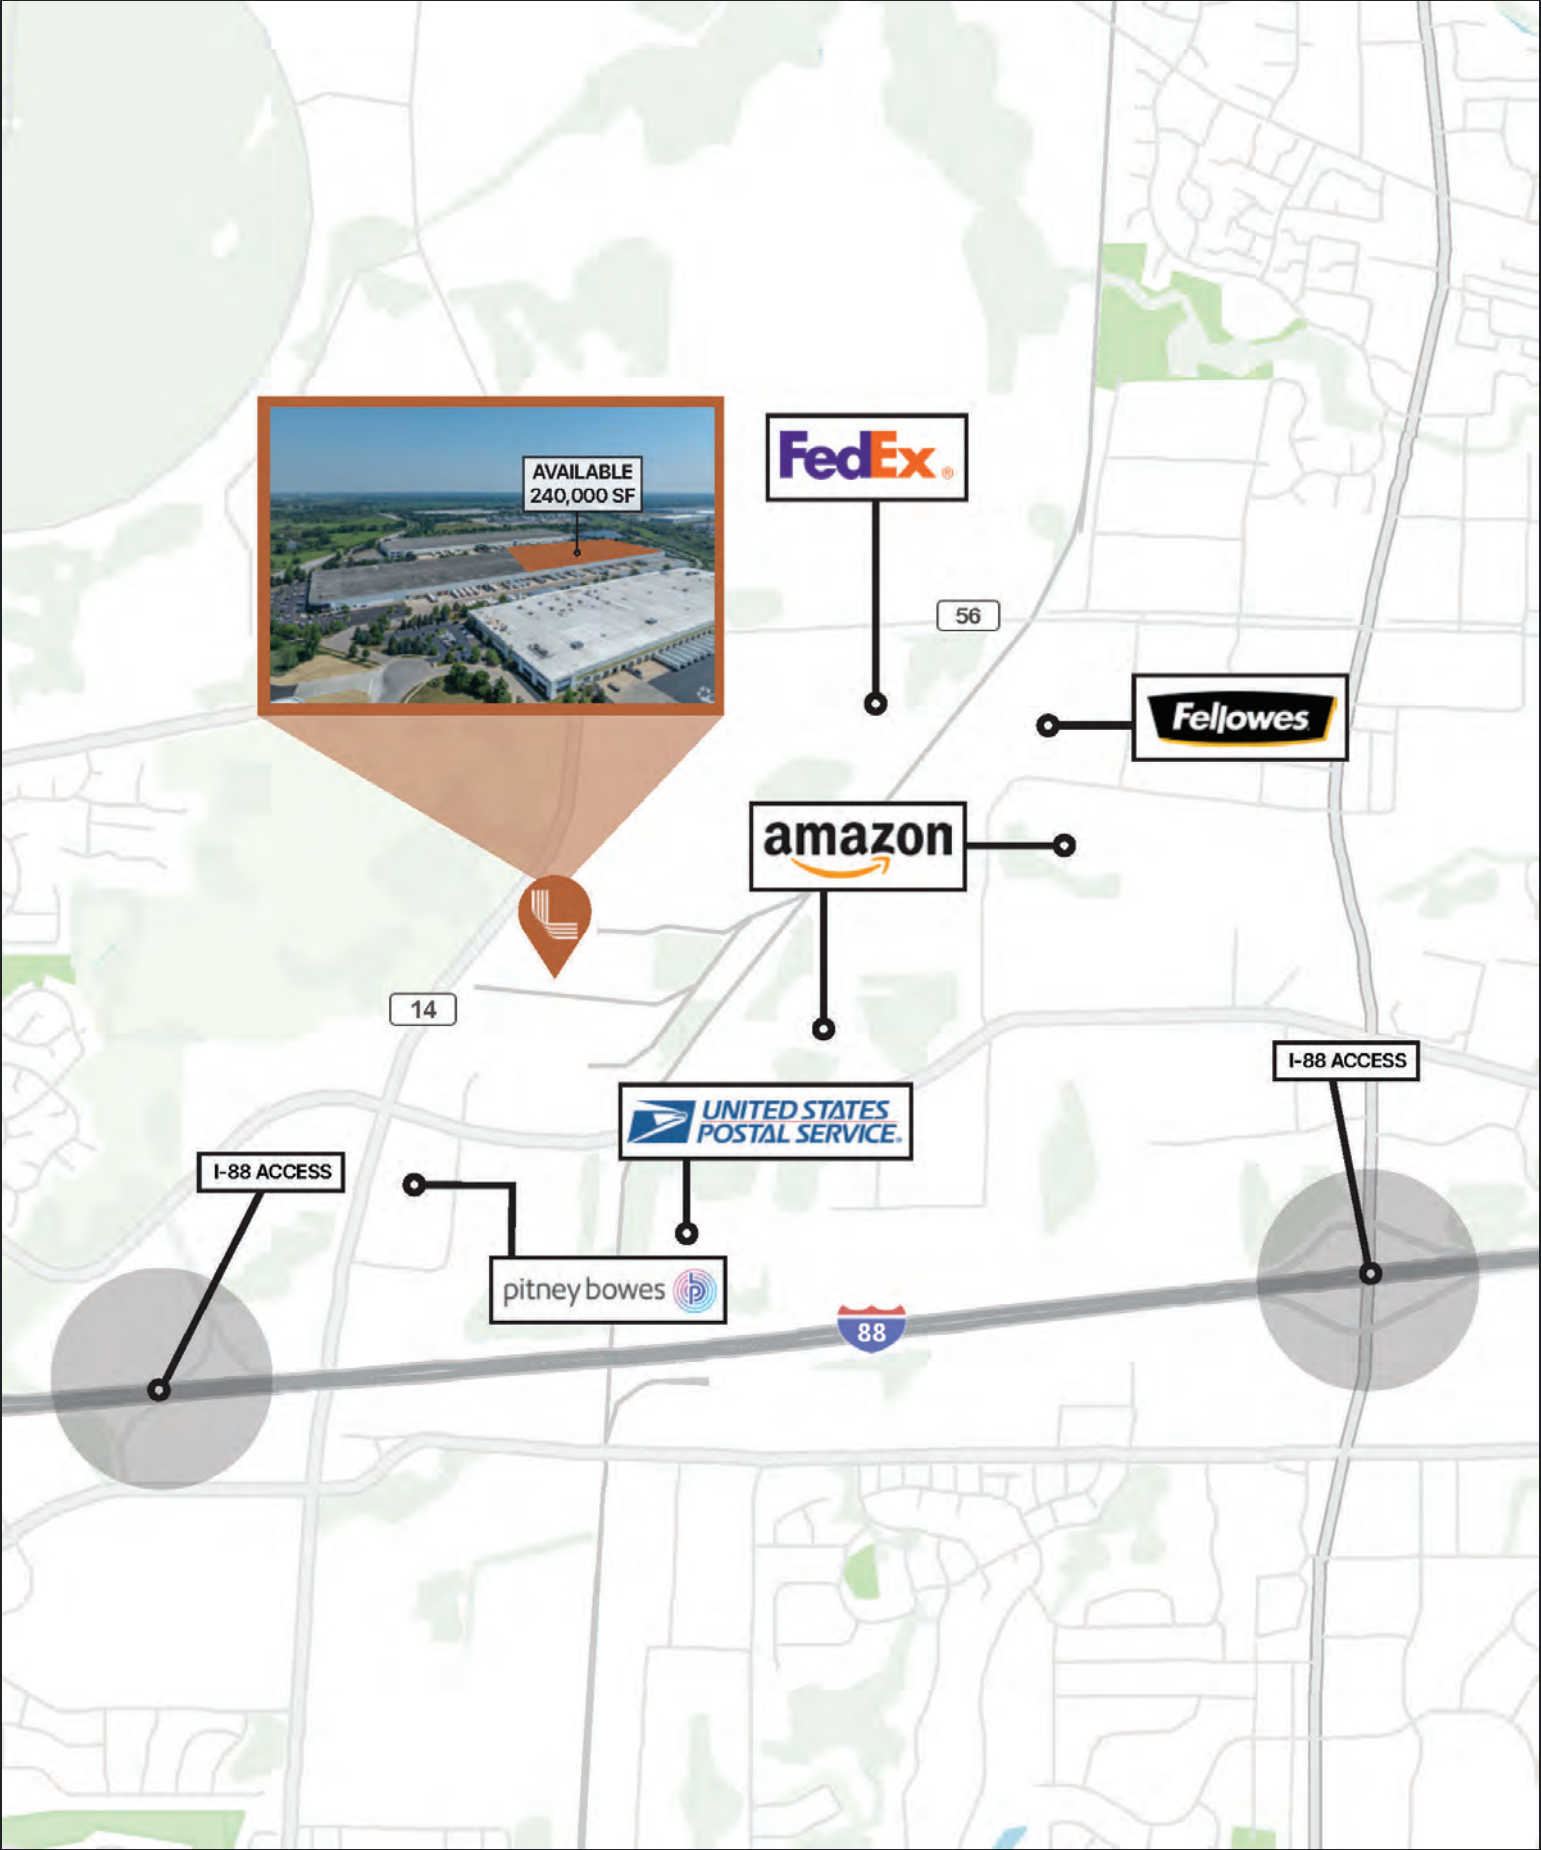 AVAILABLE
240,000 SF
FedEx®
56
Fellowes
amazon
14
I-88 ACCESS
UNITED STATES
POSTAL SERVICE®
I-88 ACCESS
pitney bowes
88